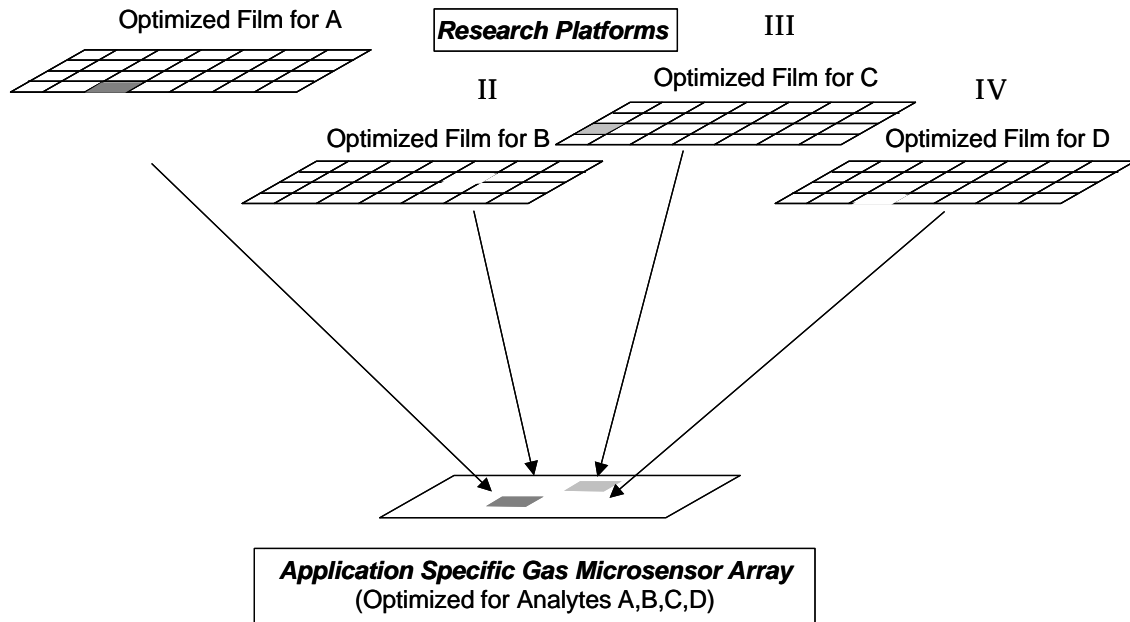 Optimized Film for A
Research Platforms
III
II
Optimized Film for C
IV
Optimized Film for B
Optimized Film for D
Application Specific Gas Microsensor Array
(Optimized for Analytes A,B,C,D)